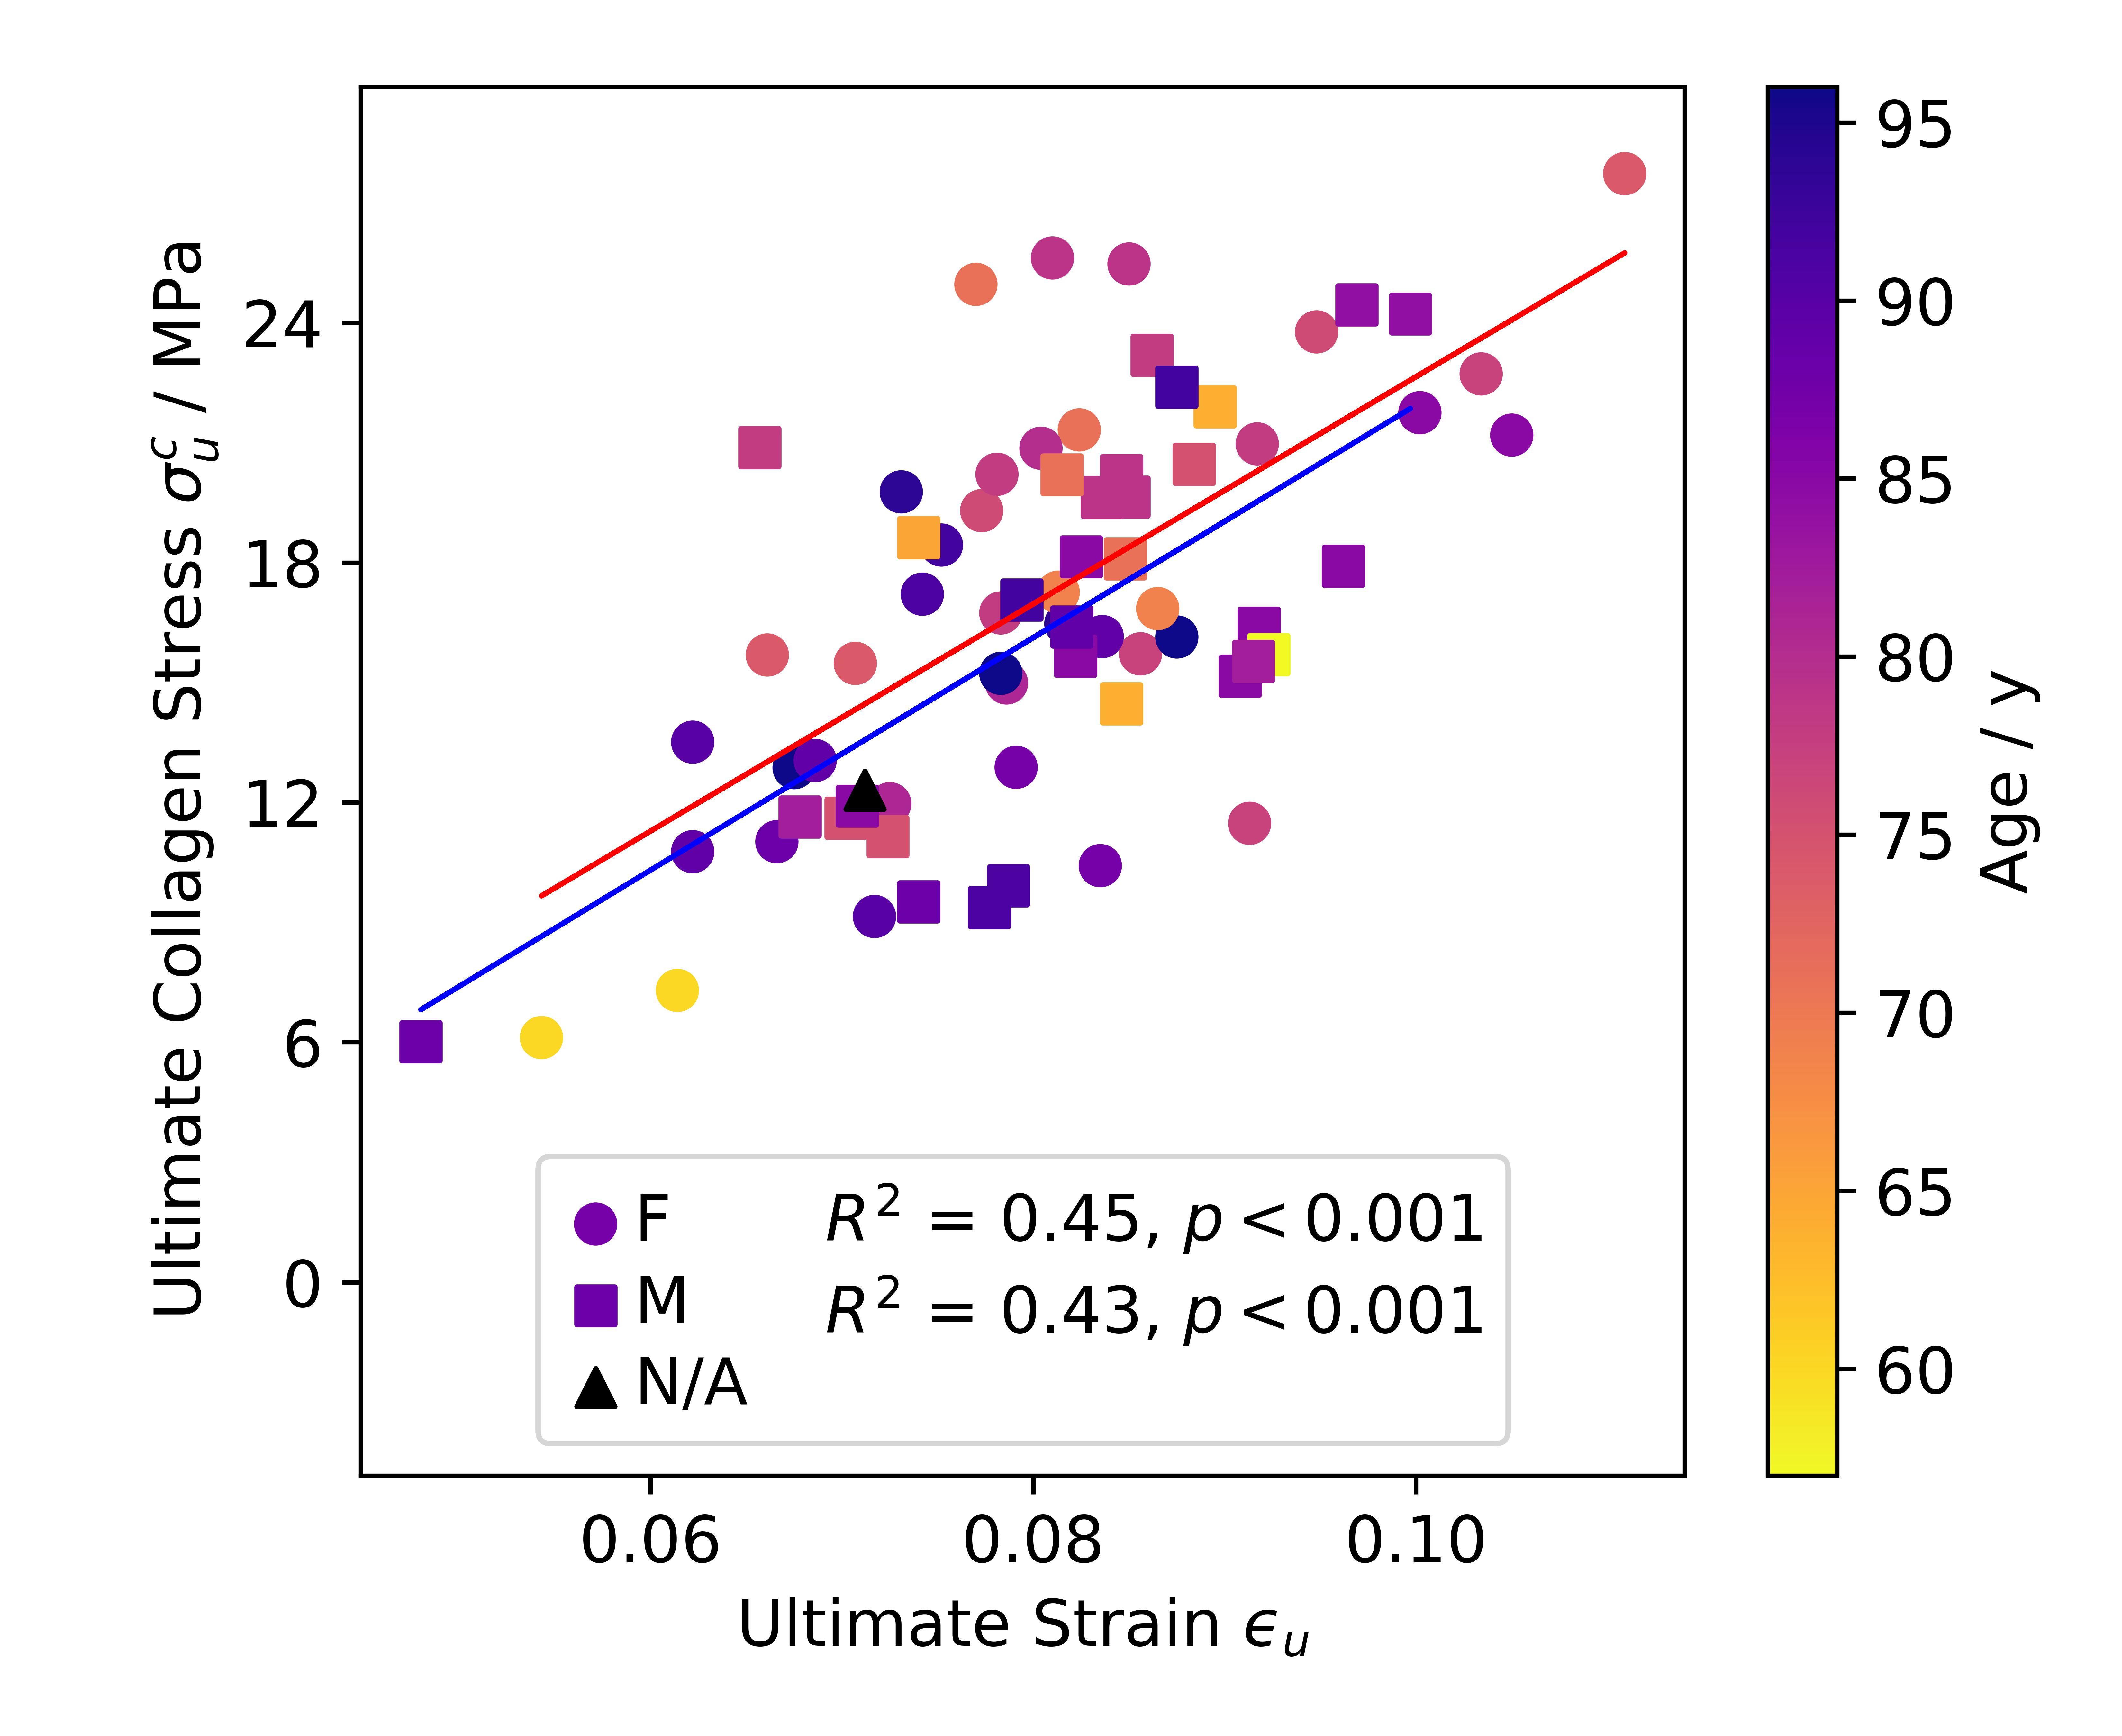 Ultimate Collagen Stress σᵤᶜ / MPa
24
18
12
6
0
F R² = 0.45, p < 0.001
M R² = 0.43, p < 0.001
N/A
0.06 0.08 0.10
Ultimate Strain ϵᵤ
95
90
85
80
75
70
65
60
Age / y